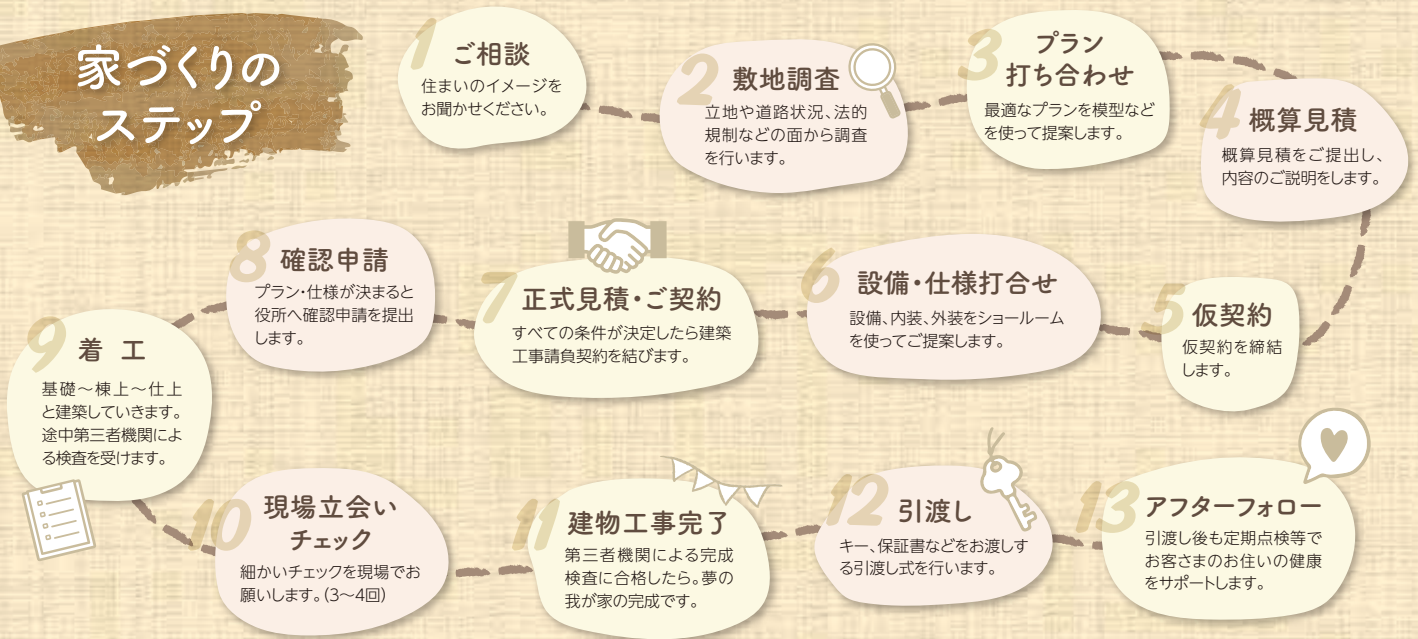 家づくりの
ステップ
1
ご相談
住まいのイメージを
お聞かせください。
2
敷地調査
立地や道路状況、法的
規制などの面から調査
を行います。
3
プラン
打ち合わせ
最適なプランを模型など
を使って提案します。
4
概算見積
概算見積をご提出し、
内容のご説明をします。
5
仮契約
仮契約を締結
します。
6
設備・仕様打合せ
設備、内装、外装をショールーム
を使ってご提案します。
7
正式見積・ご契約
すべての条件が決定したら建築
工事請負契約を結びます。
8
確認申請
プラン・仕様が決まると
役所へ確認申請を提出
します。
9
着 工
基礎〜棟上〜仕上
と建築していきます。
途中第三者機関によ
る検査を受けます。
10
現場立会い
チェック
細かいチェックを現場でお
願いします。(3〜4回)
11
建物工事完了
第三者機関による完成
検査に合格したら。夢の
我が家の完成です。
12
引渡し
キー、保証書などをお渡しす
る引渡し式を行います。
13
アフターフォロー
引渡し後も定期点検等で
お客さまのお住いの健康
をサポートします。